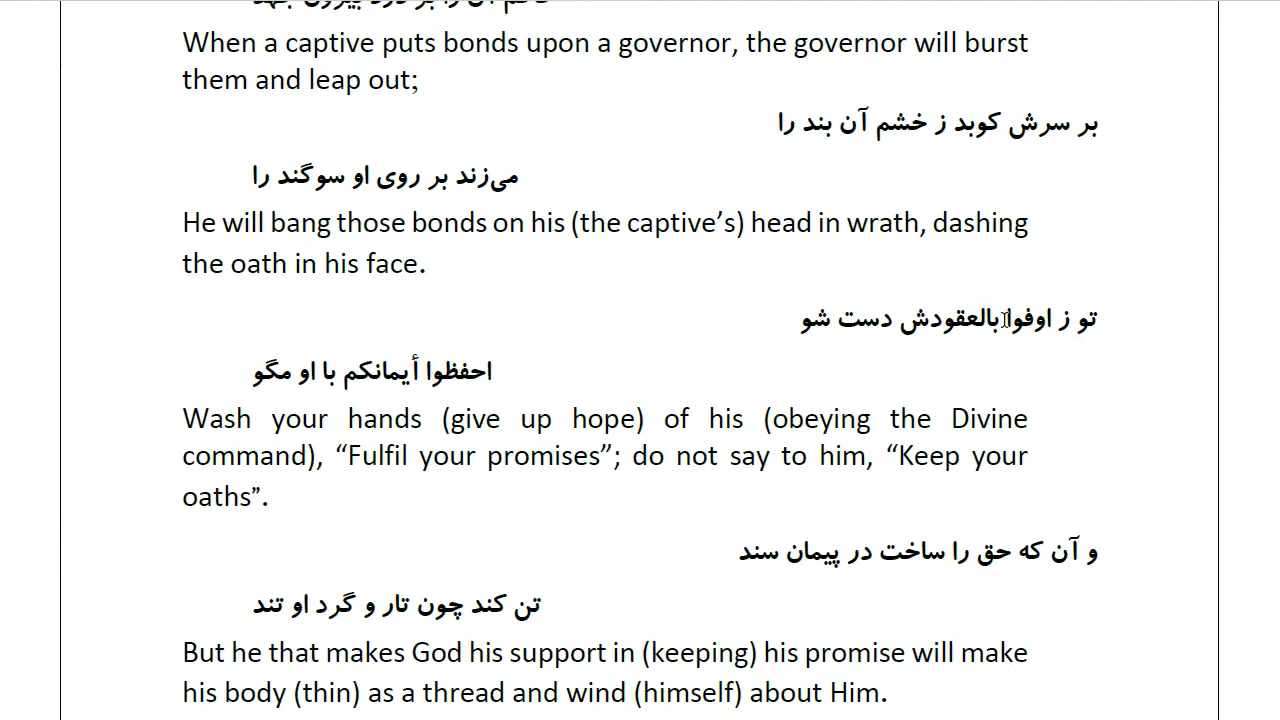 When a captive puts bonds upon a governor, the governor will burst
them and leap out;
بر سرش کوبد ز خشم آن بند را
می‌زند بر روی او سوگند را
He will bang those bonds on his (the captive’s) head in wrath, dashing
the oath in his face.
تو ز اوفوا بالعقودش دست شو
احفظوا أیمانکم با او مگو
Wash your hands (give up hope) of his (obeying the Divine
command), “Fulfil your promises”; do not say to him, “Keep your
oaths”.
و آن که حق را ساخت در پیمان سند
تن کند چون تار و گرد او تند
But he that makes God his support in (keeping) his promise will make
his body (thin) as a thread and wind (himself) about Him.